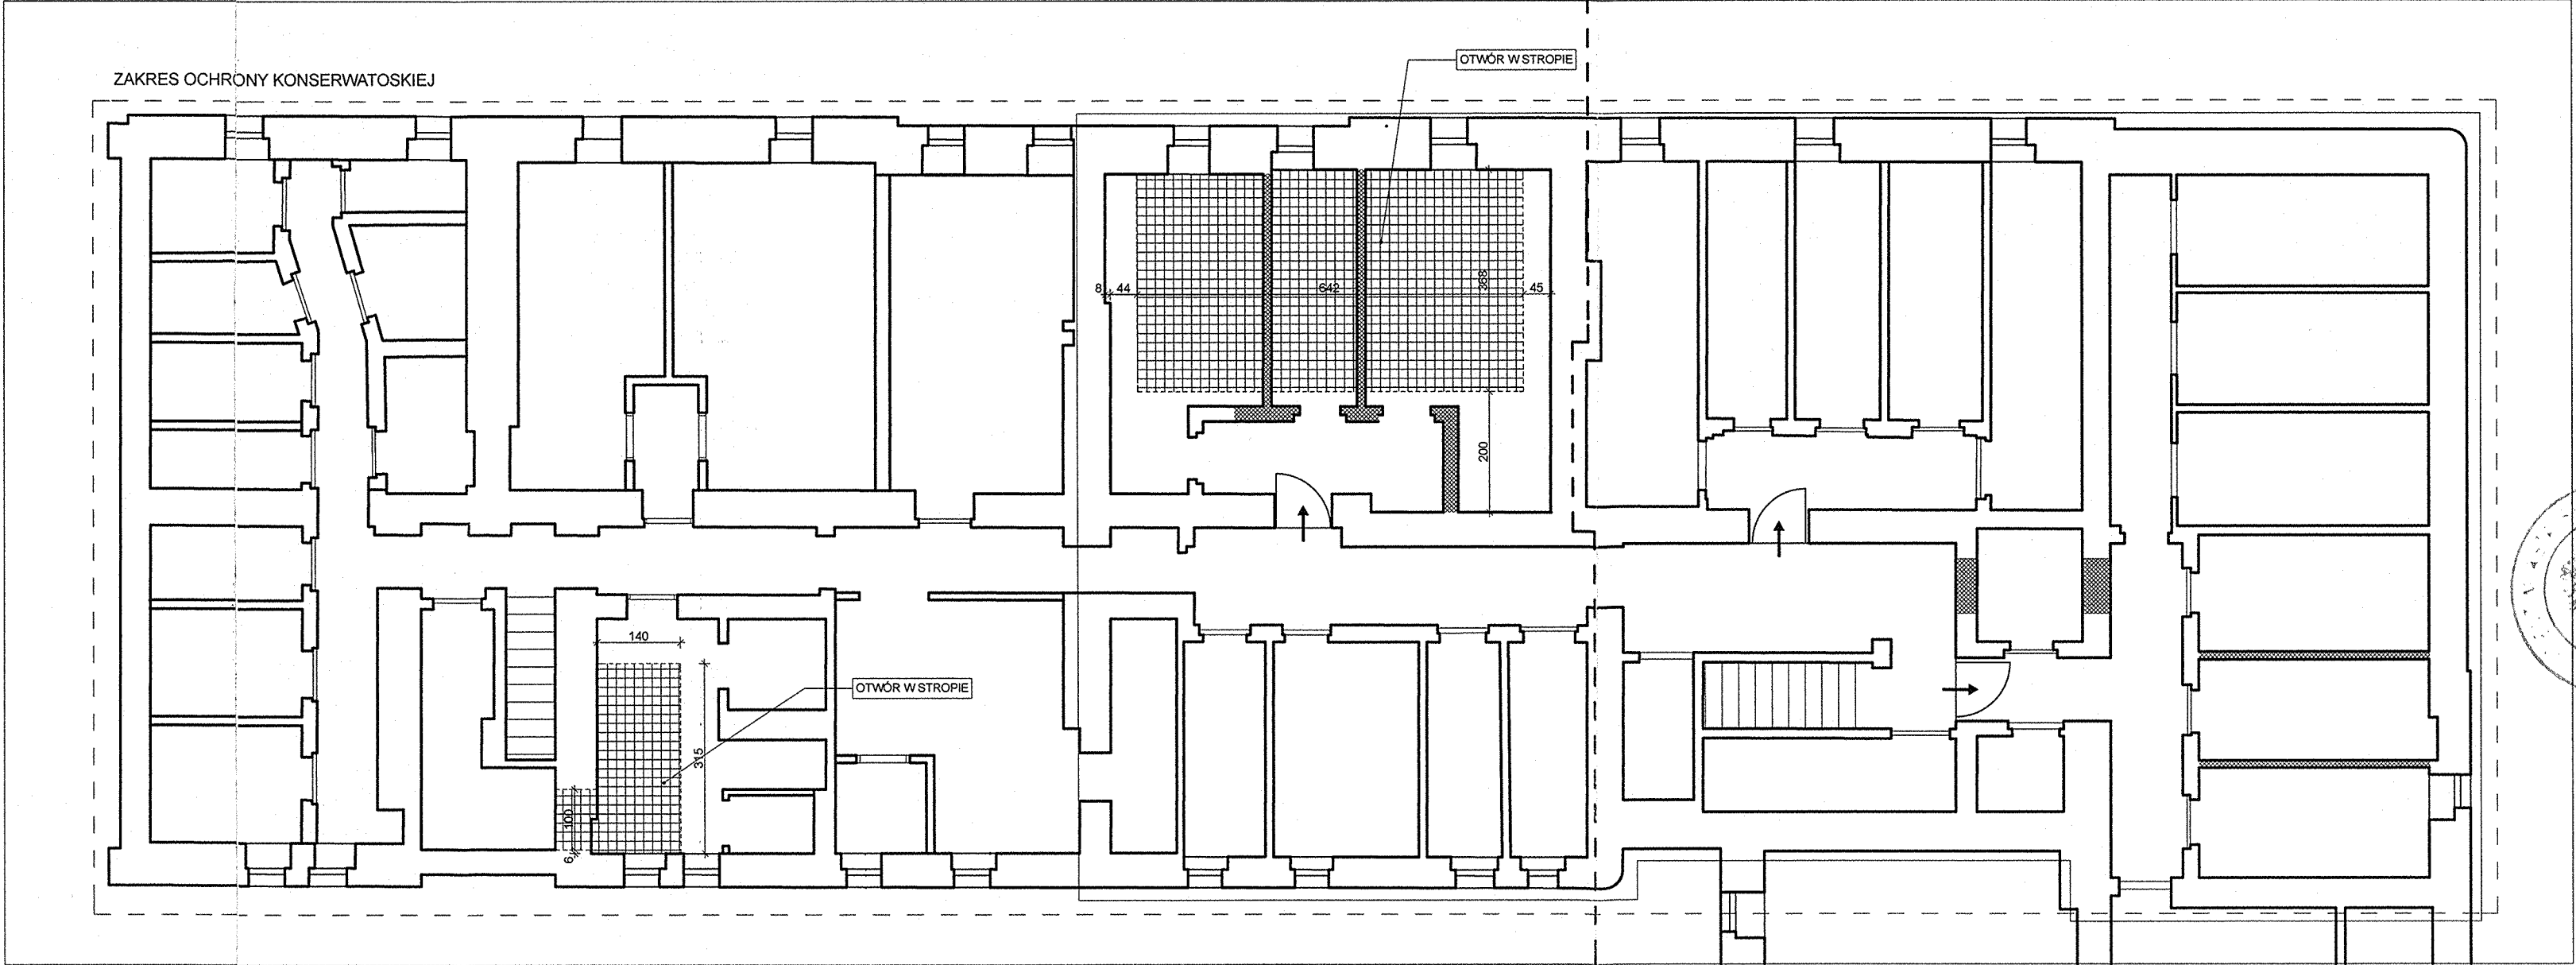 OTWÓR W STROPIE
ZAKRES OCHRONY KONSERWATOSKIEJ
8 44 642 45
368
200
140
OTWÓR W STROPIE
315
100
6